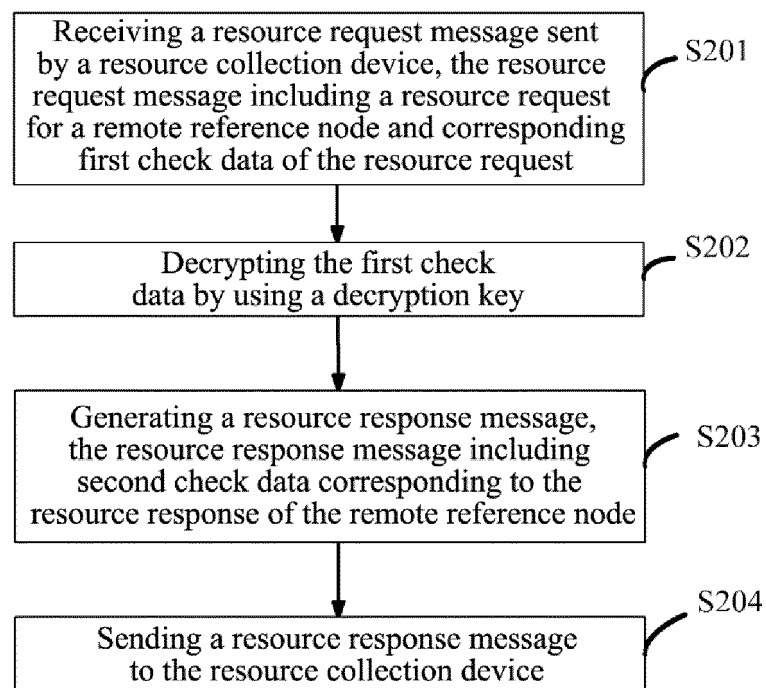 Receiving a resource request message sent
by a resource collection device, the resource
request message including a resource request
for a remote reference node and corresponding
first check data of the resource request
S201
Decrypting the first check
data by using a decryption key
S202
Generating a resource response message,
the resource response message including
second check data corresponding to the
resource response of the remote reference node
S203
Sending a resource response message
to the resource collection device
S204